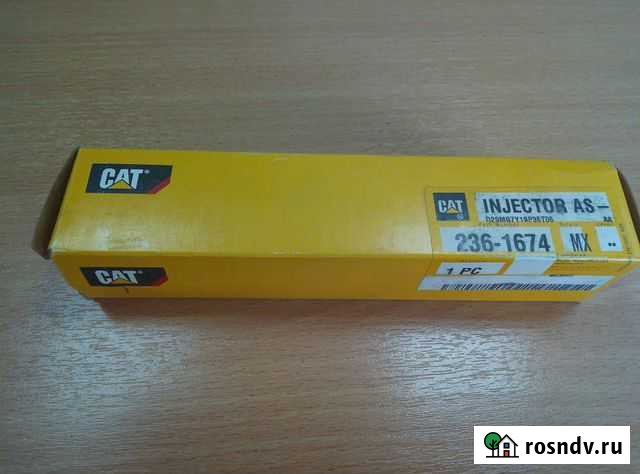 CAT
CAT INJECTOR AS-
236-1674 MX
1 PC
CAT
rosndv.ru